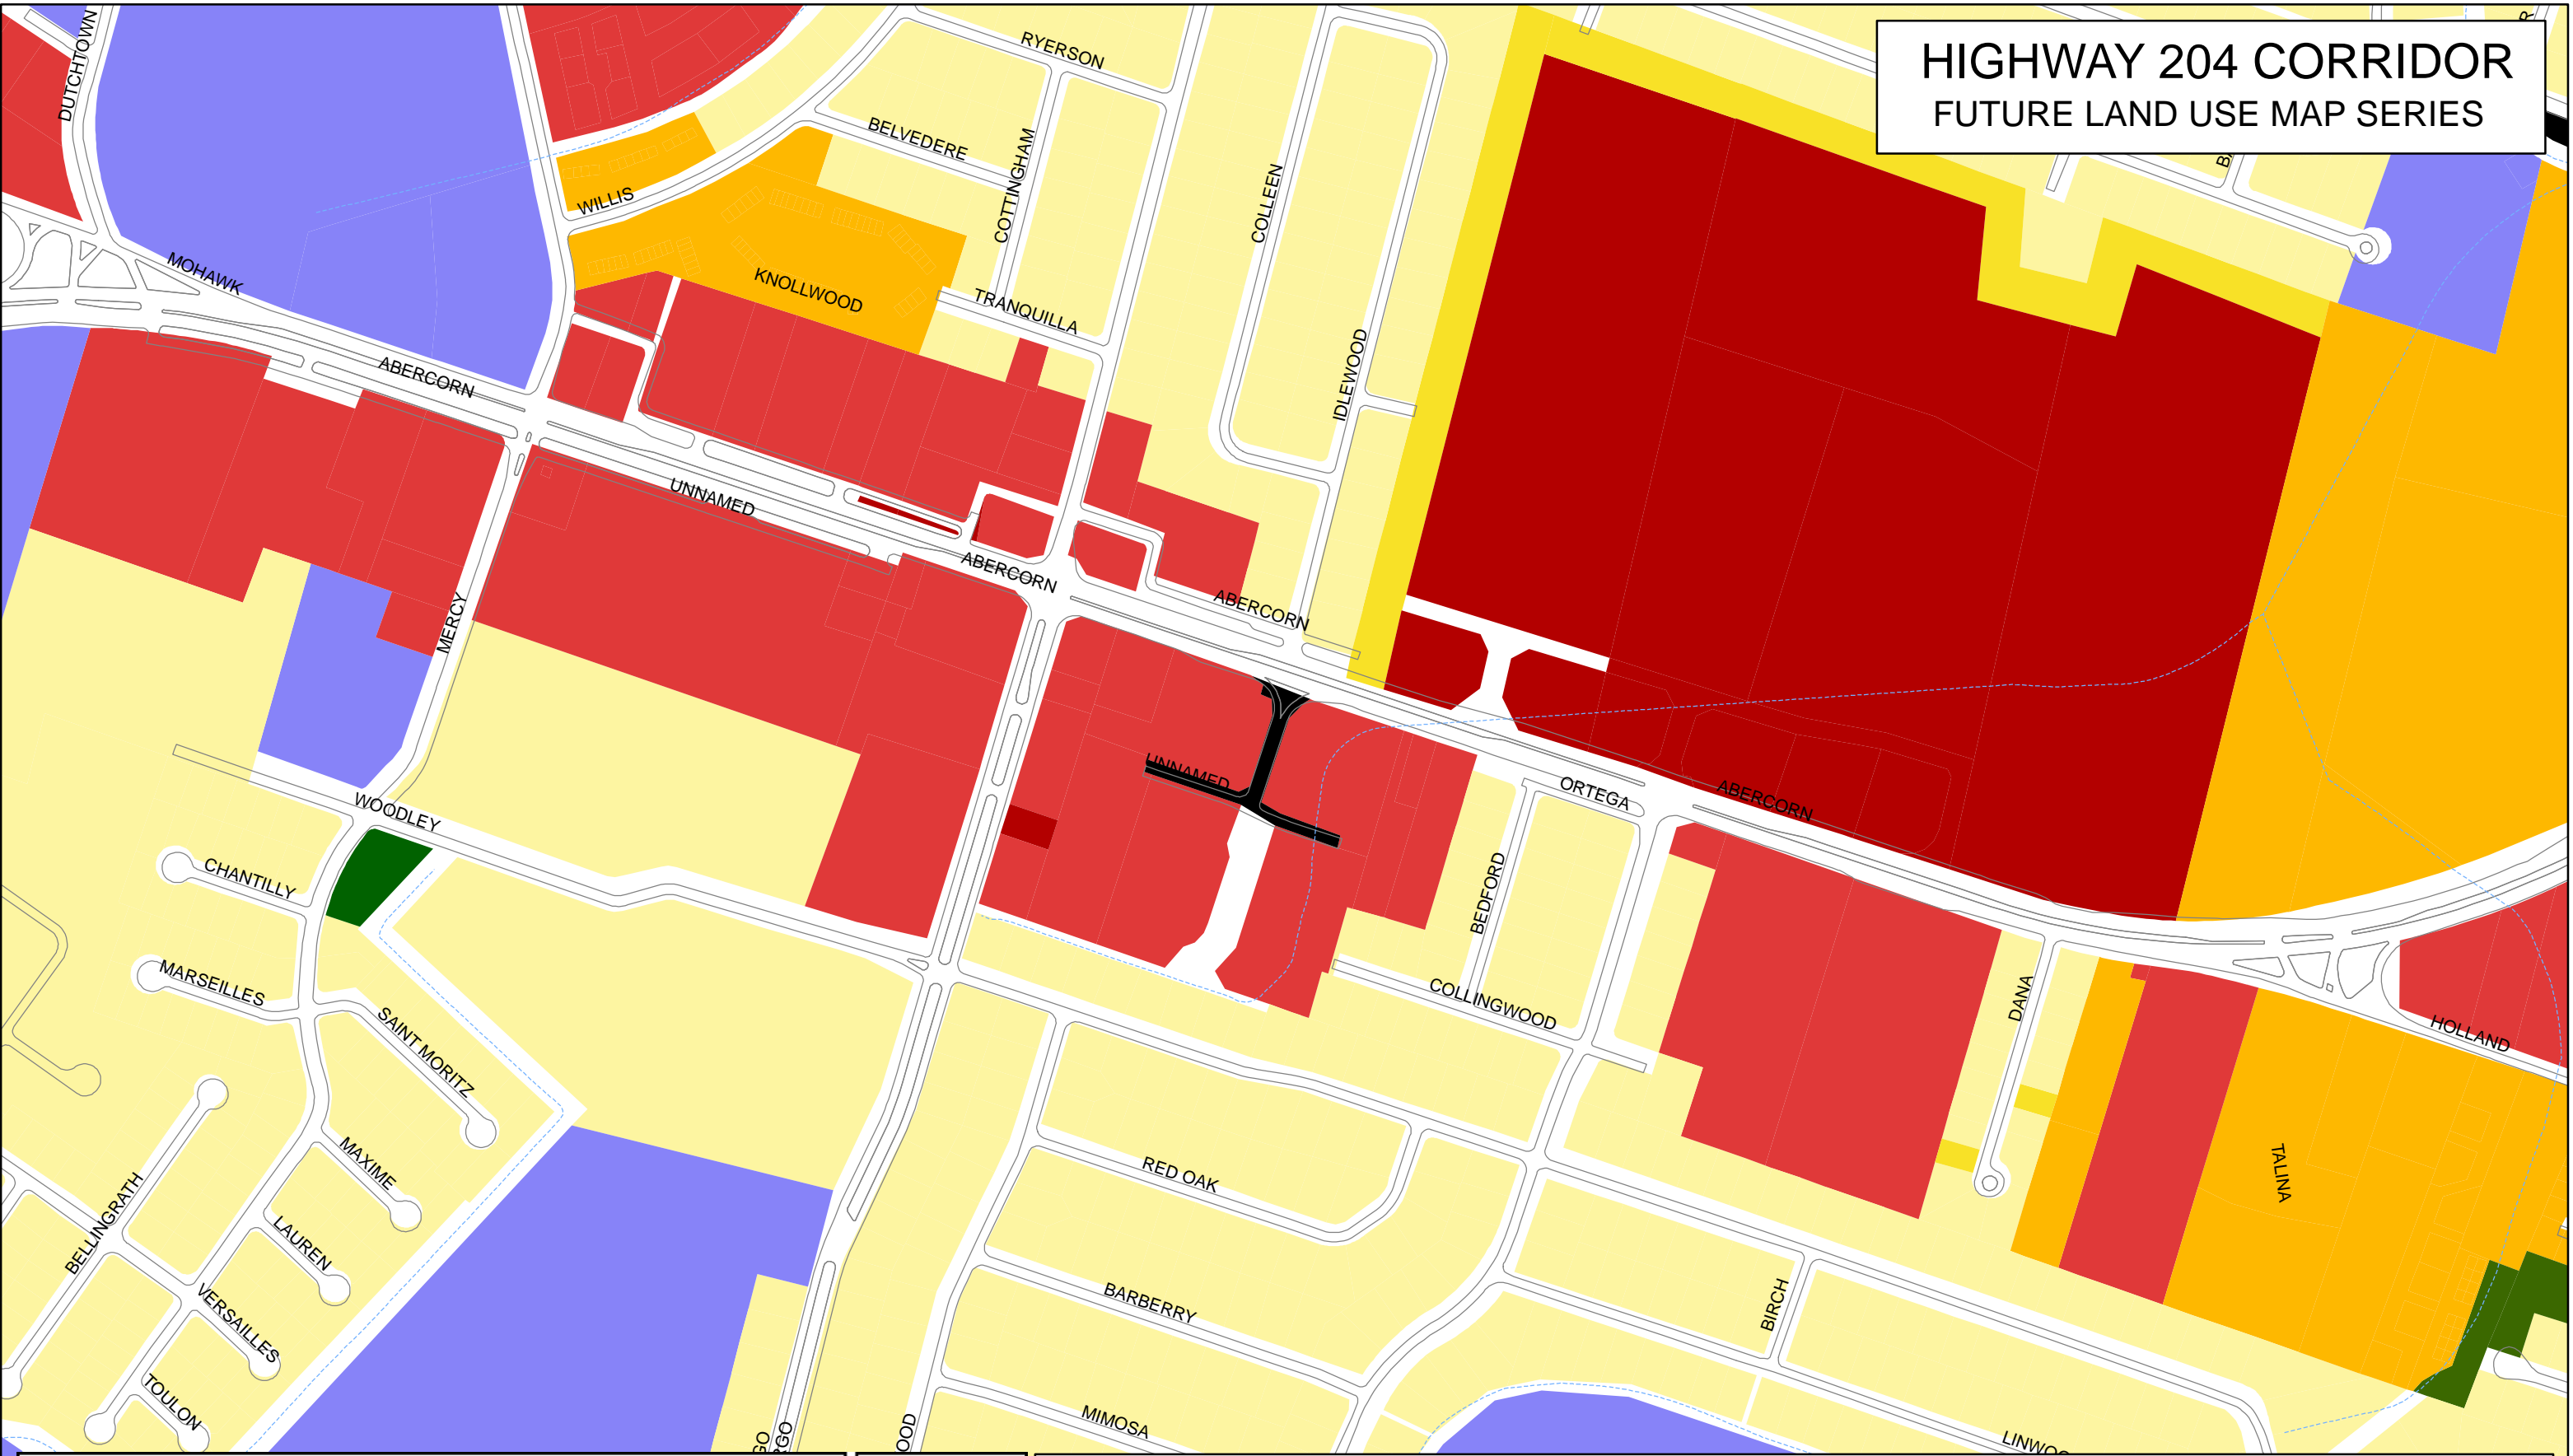 HIGHWAY 204 CORRIDOR
FUTURE LAND USE MAP SERIES
DUTCHTOWN
RYERSON
BELVEDERE
COTTINGHAM
WILLIS
COLLEEN
MOHAWK
KNOLLWOOD
TRANQUILLA
IDLEWOOD
ABERCORN
UNNAMED
ABERCORN
ABERCORN
MERCY
UNNAMED
ORTEGA
ABERCORN
WOODLEY
CHANTILLY
BEDFORD
MARSEILLES
COLLINGWOOD
DANA
HOLLAND
SAINT MORITZ
MAXIME
RED OAK
TALINA
BELLINGRATH
LAUREN
VERSAILLES
BARBERRY
BIRCH
TOULON
MIMOSA